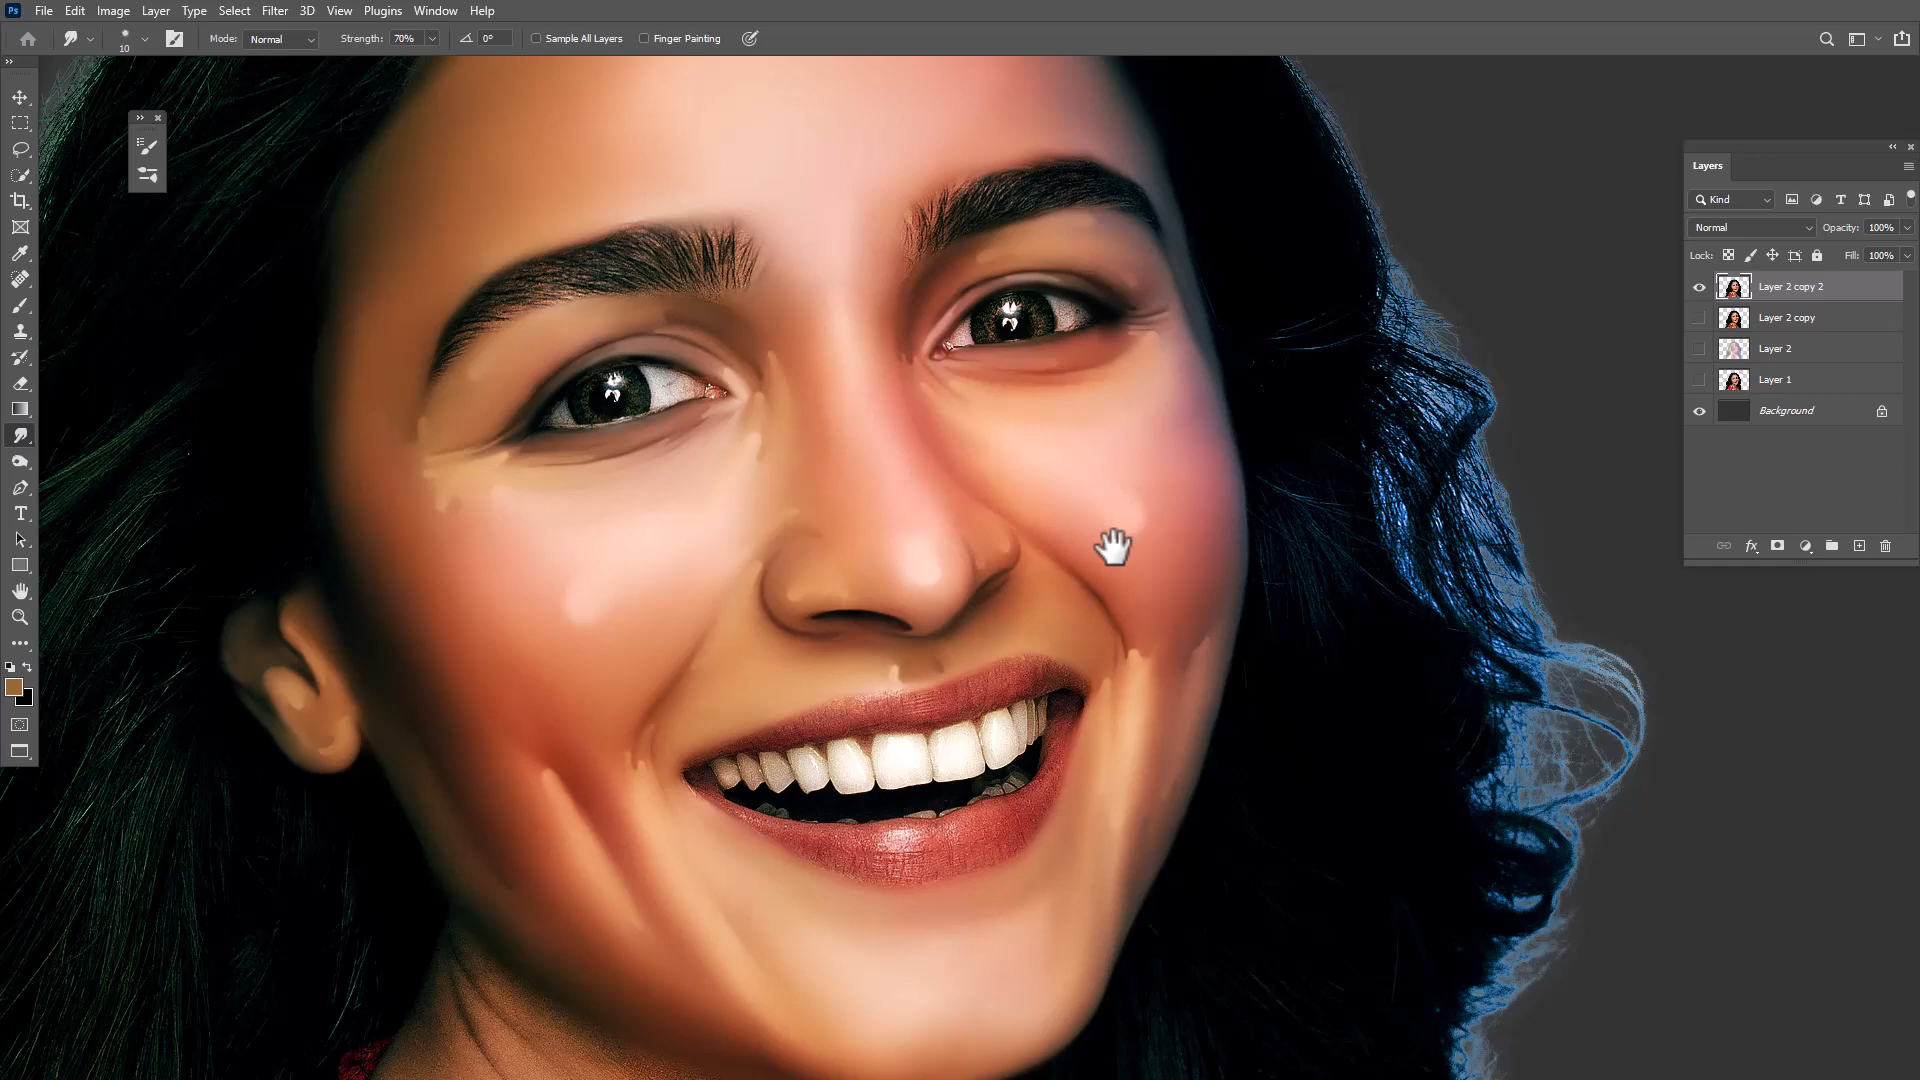 Ps File Edit Image Layer Type Select Filter 3D View Plugins Window Help
10 Mode: Normal Strength: 70% 0° Sample All Layers Finger Painting
Layers
Kind
Normal Opacity: 100%
Lock: Fill: 100%
Layer 2 copy 2
Layer 2 copy
Layer 2
Layer 1
Background